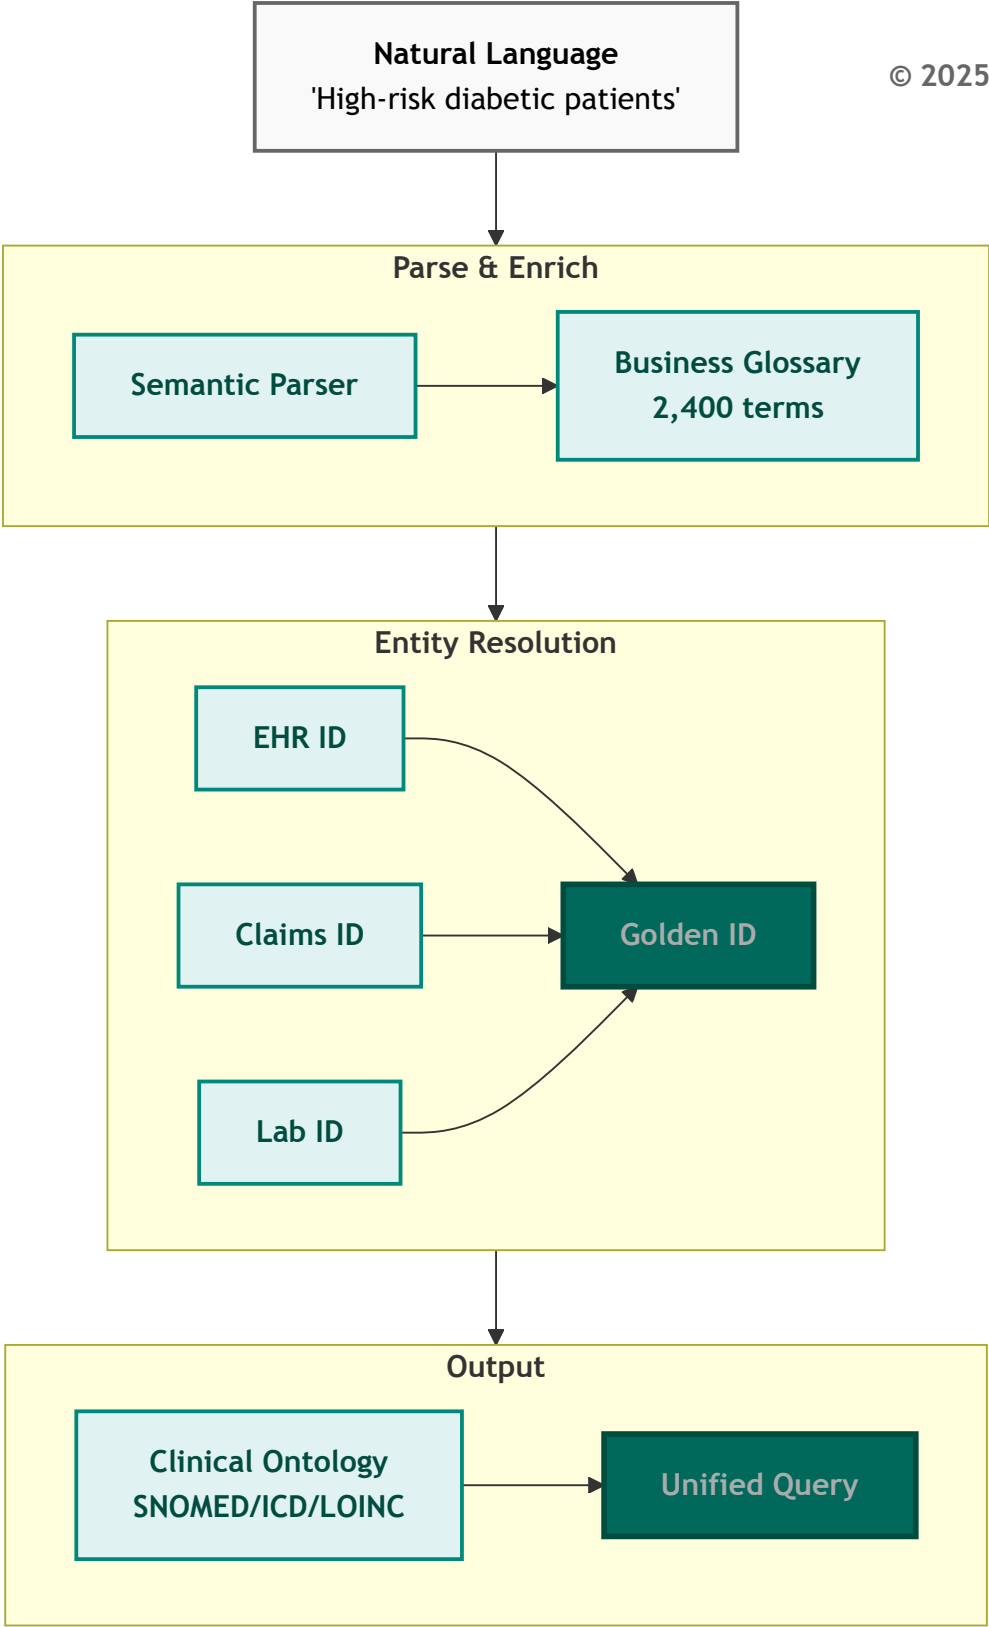 Natural Language
'High-risk diabetic patients'
© 2025
Parse & Enrich
Semantic Parser
Business Glossary
2,400 terms
Entity Resolution
EHR ID
Claims ID
Golden ID
Lab ID
Output
Clinical Ontology
SNOMED/ICD/LOINC
Unified Query